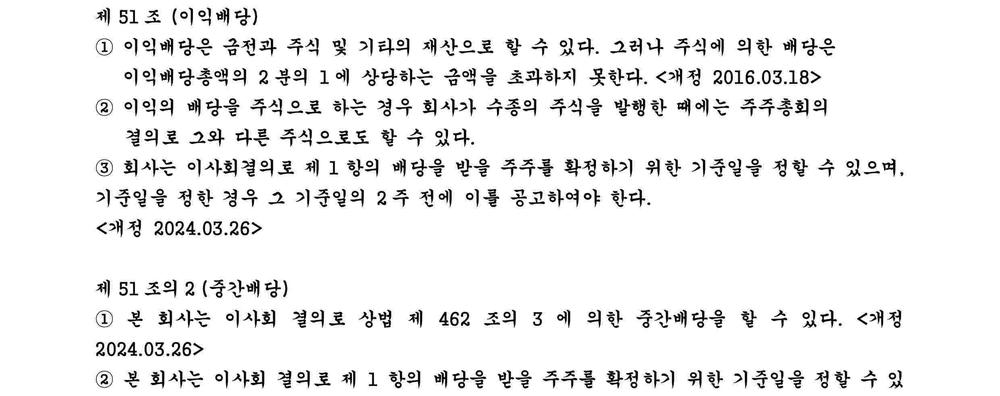 제 51 조 (이익배당)
① 이익배당은 금전과 주식 및 기타의 재산으로 할 수 있다. 그러나 주식에 의한 배당은
이익배당총액의 2 분의 1 에 상당하는 금액을 초과하지 못한다. <개정 2016.03.18>
② 이익의 배당을 주식으로 하는 경우 회사가 수종의 주식을 발행한 때에는 주주총회의
결의로 그와 다른 주식으로도 할 수 있다.
③ 회사는 이사회결의로 제 1 항의 배당을 받을 주주를 확정하기 위한 기준일을 정할 수 있으며,
기준일을 정한 경우 그 기준일의 2 주 전에 이를 공고하여야 한다.
<개정 2024.03.26>
제 51 조의 2 (중간배당)
① 본 회사는 이사회 결의로 상법 제 462 조의 3 에 의한 중간배당을 할 수 있다. <개정
2024.03.26>
② 본 회사는 이사회 결의로 제 1 항의 배당을 받을 주주를 확정하기 위한 기준일을 정할 수 있